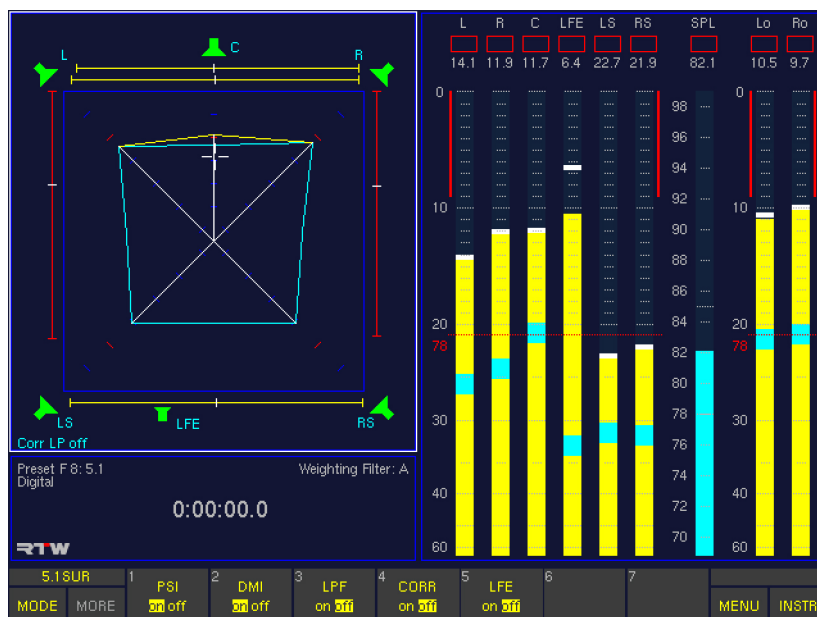 L R C LFE LS RS SPL Lo Ro
14.1 11.9 11.7 6.4 22.7 21.9 82.1 10.5 9.7
C
L R
LS LFE RS
Corr LP off
0 10 20 78 30 40 60
98 96 94 92 90 88 86 84 82 80 78 76 74 72 70
0 10 20 78 30 40 60
Preset F 8: 5.1 Weighting Filter: A
Digital
0:00:00.0
RTW
5.1SUR 1 2 3 4 5 6 7
PSI DMI LPF CORR LFE
MODE MORE on off on off on off on off on off MENU INSTR